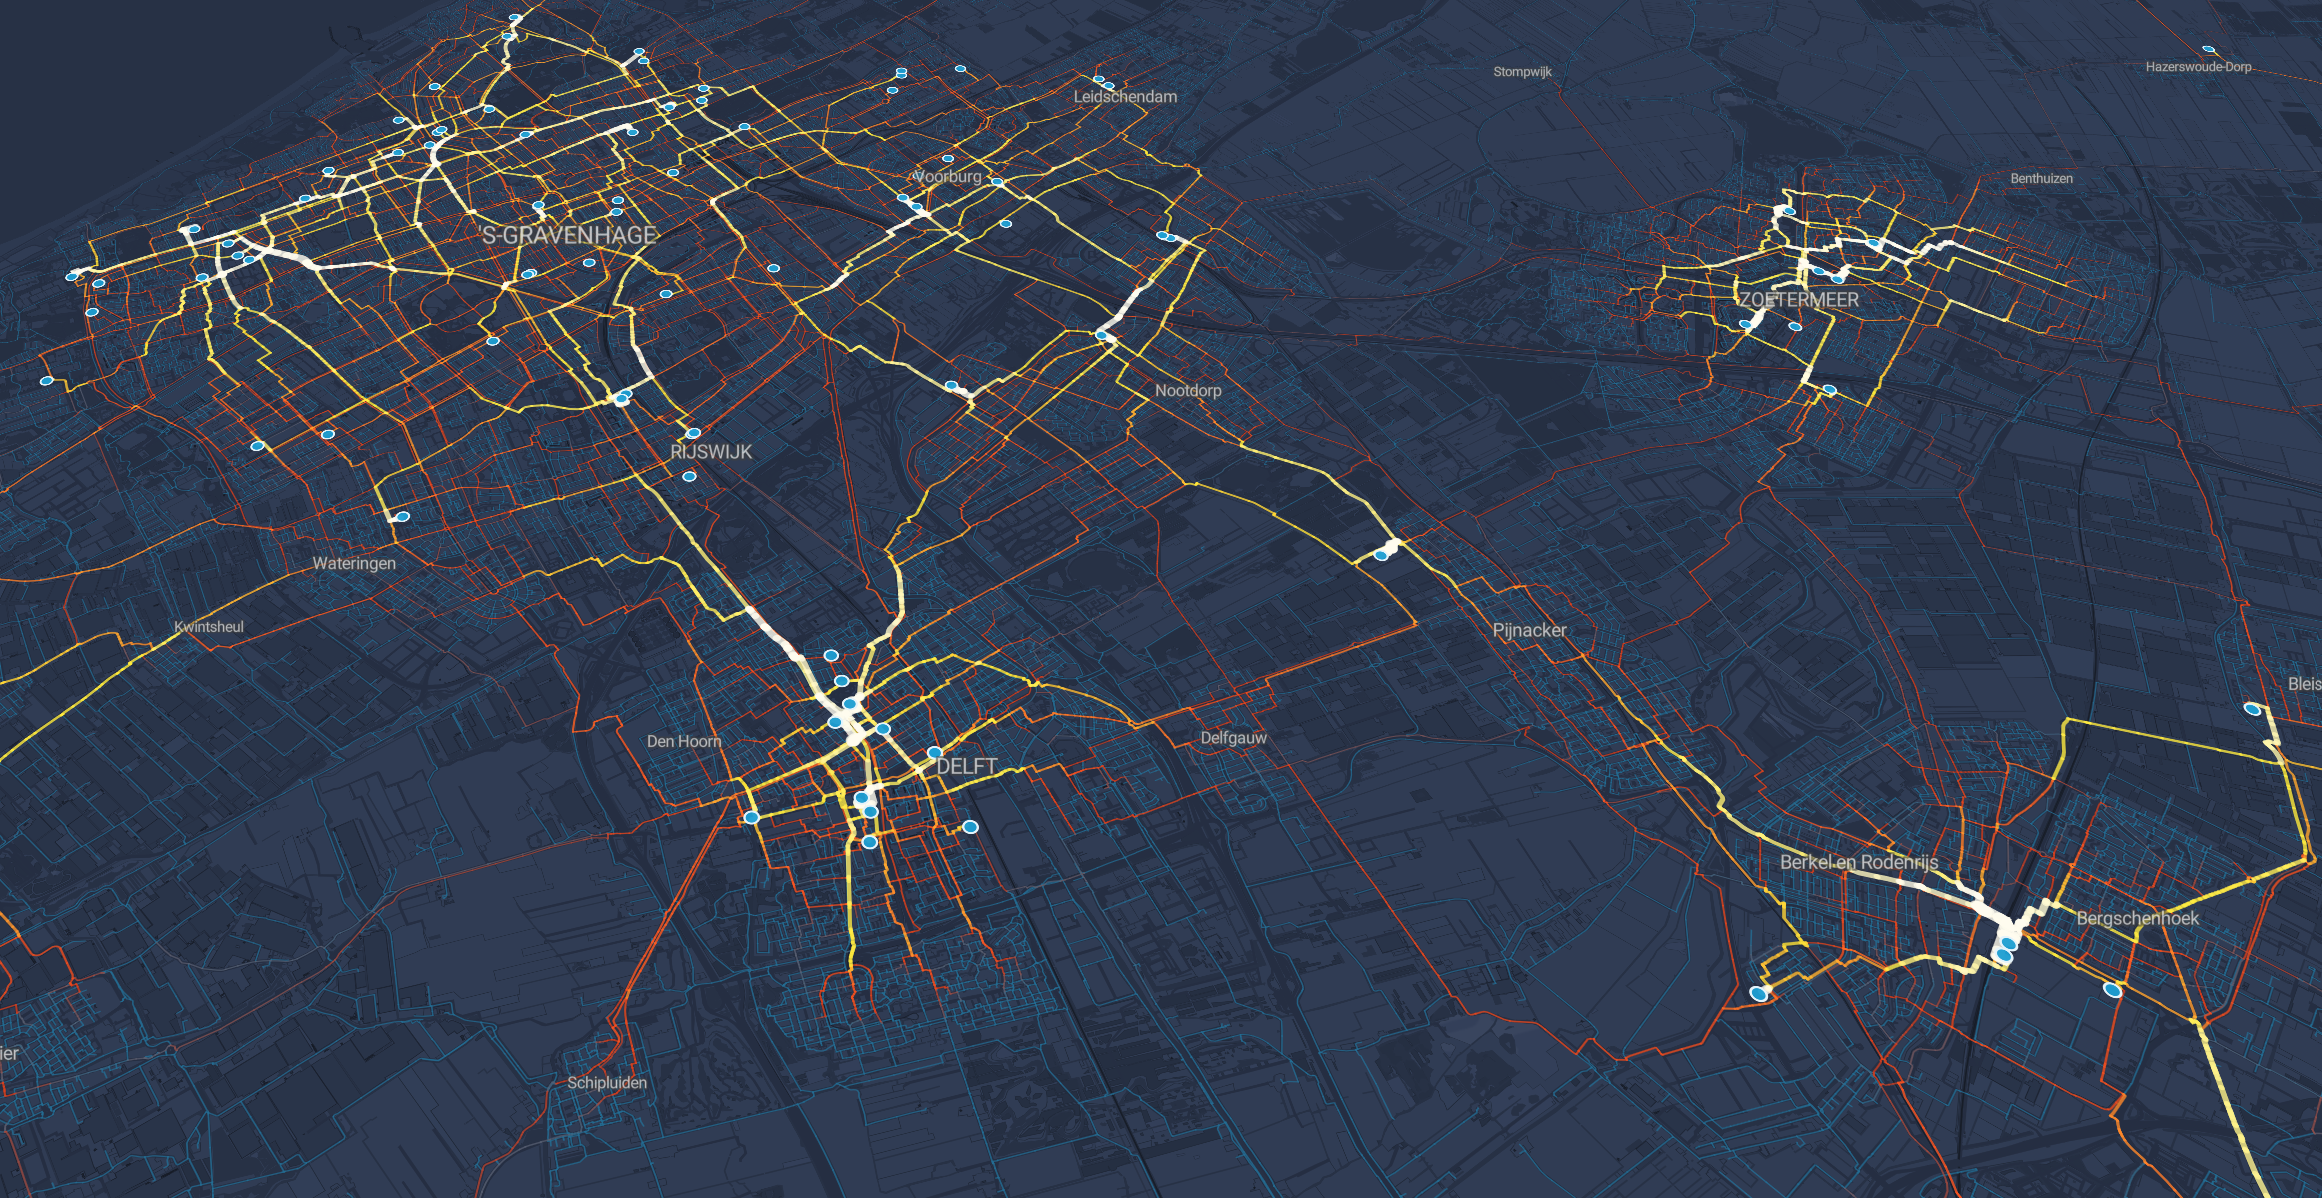 Stompwijk
Hazerswoude-Dorp
Leidschendam
Voorburg
Benthuizen
'S-GRAVENHAGE
ZOETERMEER
Nootdorp
RIJSWIJK
Wateringen
Kwintsheul
Pijnacker
Bleis
Den Hoorn
Delfgauw
DELFT
Berkel en Rodenrijs
Bergschenhoek
ier
Schipluiden